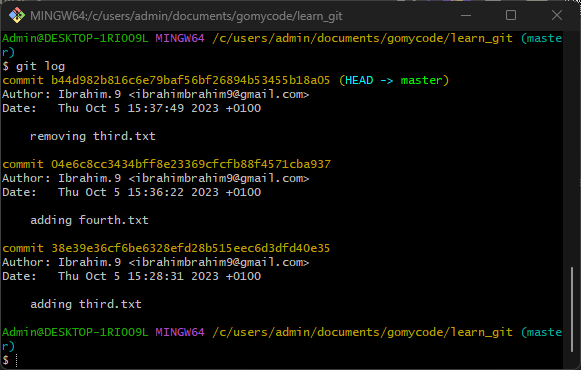 MINGW64:/c/users/admin/documents/gomycode/learn_git
Admin@DESKTOP-1RIOO9L MINGW64 /c/users/admin/documents/gomycode/learn_git (maste
r)
$ git log
commit b44d982b816c6e79baf56bf26894b53455b18a05 (HEAD -> master)
Author: Ibrahim.9 <ibrahimbrahim9@gmail.com>
Date:   Thu Oct 5 15:37:49 2023 +0100
removing third.txt
commit 04e6c8cc3434bff8e23369cfcfb88f4571cba937
Author: Ibrahim.9 <ibrahimbrahim9@gmail.com>
Date:   Thu Oct 5 15:36:22 2023 +0100
adding fourth.txt
commit 38e39e36cf6be6328efd28b515eec6d3dfd40e35
Author: Ibrahim.9 <ibrahimbrahim9@gmail.com>
Date:   Thu Oct 5 15:28:31 2023 +0100
adding third.txt
Admin@DESKTOP-1RIOO9L MINGW64 /c/users/admin/documents/gomycode/learn_git (maste
r)
$